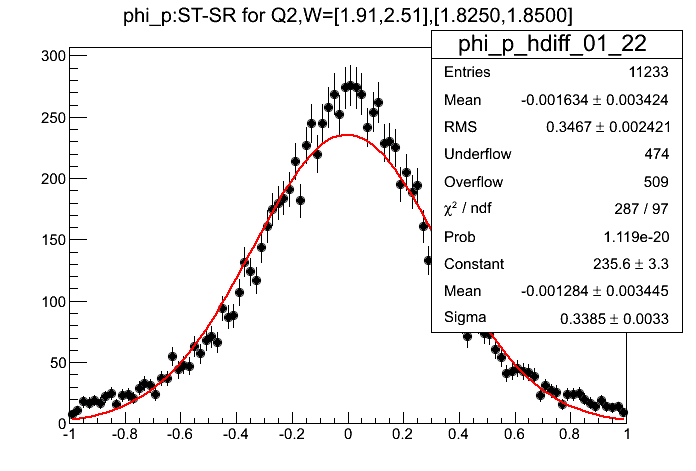 phi_p:ST-SR for Q2,W=[1.91,2.51],[1.8250,1.8500]
phi_p_hdiff_01_22
Entries 11233
Mean -0.001634 ± 0.003424
RMS 0.3467 ± 0.002421
Underflow 474
Overflow 509
χ² / ndf 287 / 97
Prob 1.119e-20
Constant 235.6 ± 3.3
Mean -0.001284 ± 0.003445
Sigma 0.3385 ± 0.0033
300
250
200
150
100
50
0
-1 -0.8 -0.6 -0.4 -0.2 0 0.2 0.4 0.6 0.8 1